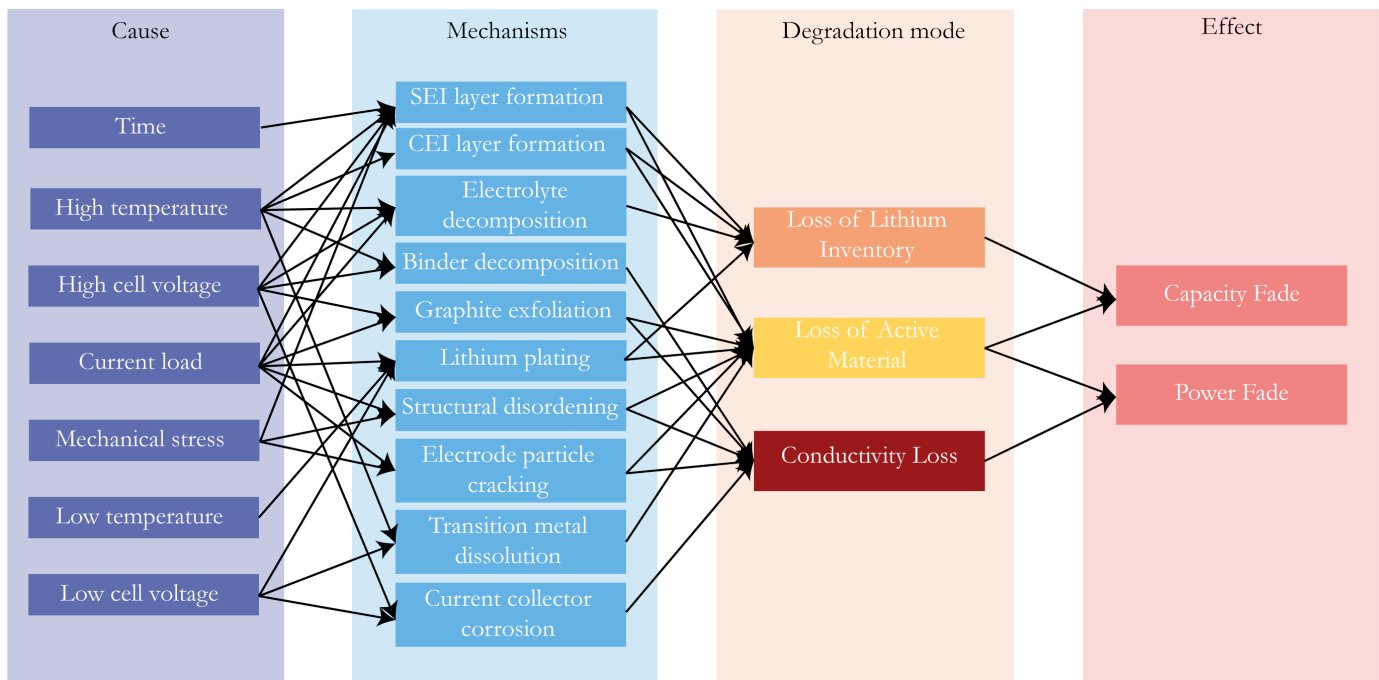 Cause
Time
High temperature
High cell voltage
Current load
Mechanical stress
Low temperature
Low cell voltage
Mechanisms
SEI layer formation
CEI layer formation
Electrolyte
decomposition
Binder decomposition
Graphite exfoliation
Lithium plating
Structural disordening
Electrode particle
cracking
Transition metal
dissolution
Current collector
corrosion
Degradation mode
Loss of Lithium
Inventory
Loss of Active
Material
Conductivity Loss
Effect
Capacity Fade
Power Fade